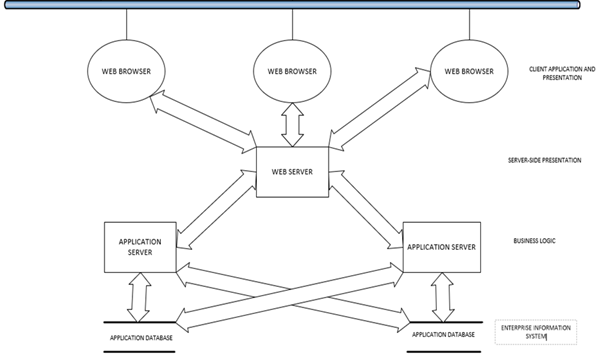 WEB BROWSER
WEB BROWSER
WEB BROWSER
CLIENT APPLICATION AND
PRESENTATION
WEB SERVER
SERVER-SIDE PRESENTATION
APPLICATION
SERVER
APPLICATION SERVER
BUSINESS LOGIC
APPLICATION DATABASE
APPLICATION DATABASE
ENTERPRISE INFORMATION
SYSTEM